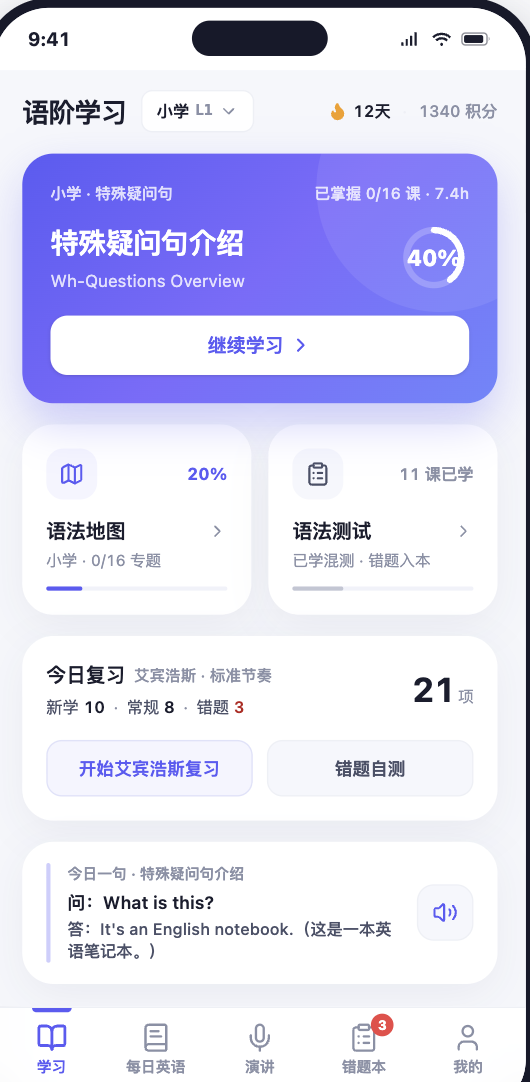 9:41
语阶学习 小学 L1 12天 · 1340 积分
小学 · 特殊疑问句 已掌握 0/16 课 · 7.4h
特殊疑问句介绍
40%
Wh-Questions Overview
继续学习
20%
语法地图
小学 · 0/16 专题
11 课已学
语法测试
已学混测 · 错题入本
今日复习 艾宾浩斯 · 标准节奏
新学 10 · 常规 8 · 错题 3
21 项
开始艾宾浩斯复习 错题自测
今日一句 · 特殊疑问句介绍
问：What is this?
答：It's an English notebook.（这是一本英
语笔记本。）
3
学习 每日英语 演讲 错题本 我的